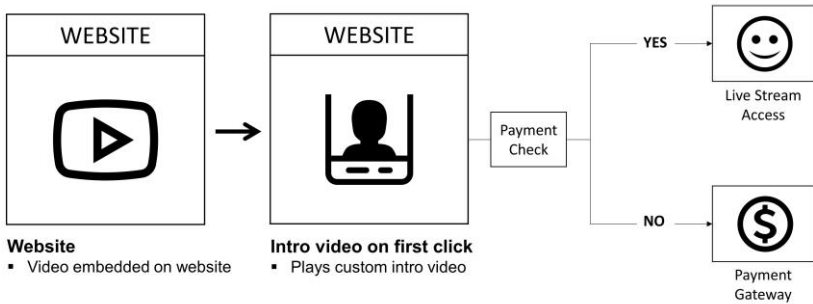 WEBSITE
Website
▪ Video embedded on website
WEBSITE
Intro video on first click
▪ Plays custom intro video
Payment
Check
YES
Live Stream
Access
NO
$
Payment
Gateway